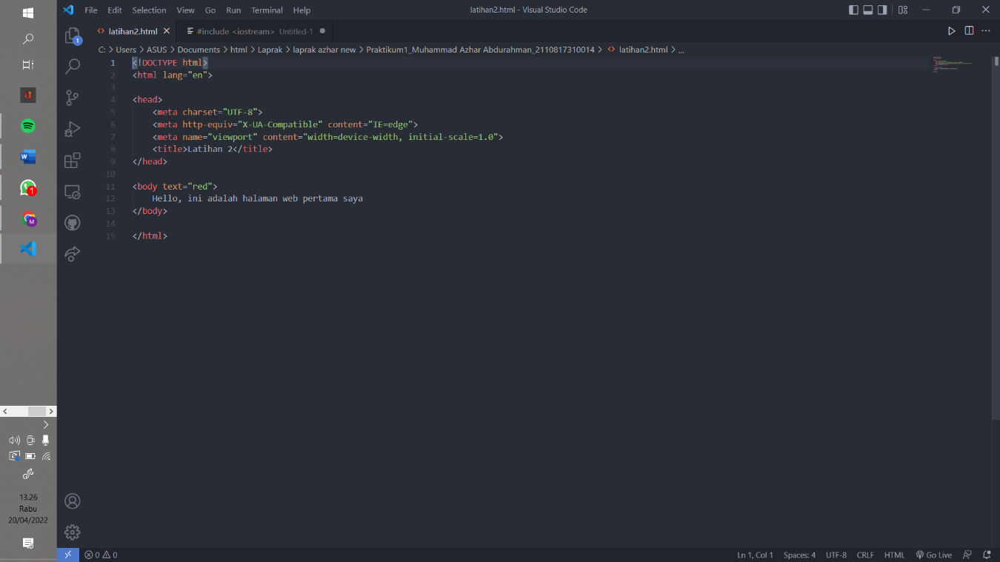 File Edit Selection View Go Run Terminal Help latihan2.html - Visual Studio Code
latihan2.html #include <iostream> Untitled-1
C: > Users > ASUS > Documents > html > Laprak > laprak azhar new > Praktikum1_Muhammad Azhar Abdurahman_2110817310014 > latihan2.html > ...
1 <!DOCTYPE html>
2 <html lang="en">
3
4 <head>
5 <meta charset="UTF-8">
6 <meta http-equiv="X-UA-Compatible" content="IE=edge">
7 <meta name="viewport" content="width=device-width, initial-scale=1.0">
8 <title>Latihan 2</title>
9 </head>
10
11 <body text="red">
12 Hello, ini adalah halaman web pertama saya
13 </body>
14
15 </html>
1
W
1
M
13.26
Rabu
20/04/2022
0 0 Ln 1, Col 1 Spaces: 4 UTF-8 CRLF HTML Go Live